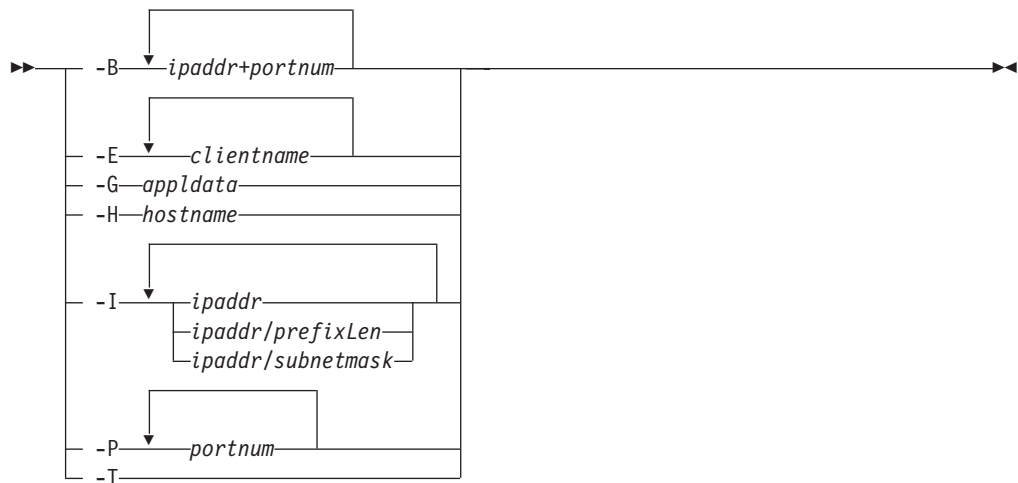 -B ipaddr+portnum
-E clientname
-G appldata
-H hostname
-I ipaddr
ipaddr/prefixLen
ipaddr/subnetmask
-P portnum
-T